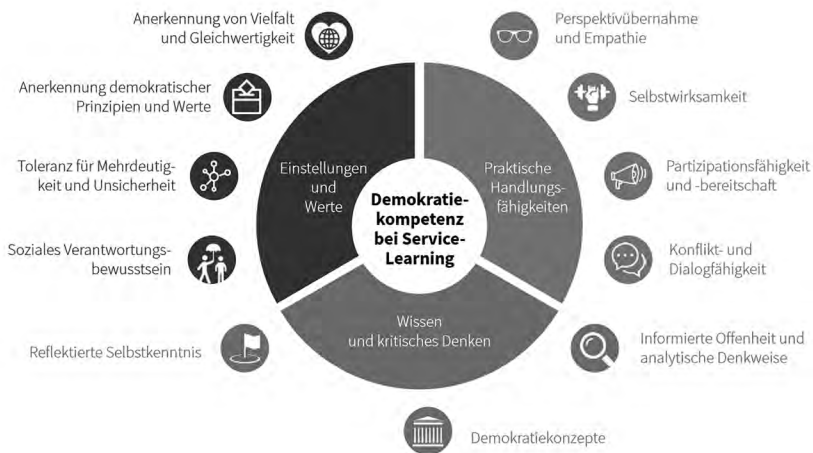 Anerkennung von Vielfalt
und Gleichwertigkeit
Anerkennung demokratischer
Prinzipien und Werte
Toleranz für Mehrdeutig-
keit und Unsicherheit
Soziales Verantwortungs-
bewusstsein
Reflektierte Selbstkenntnis
Einstellungen
und
Werte
Demokratie-
kompetenz
bei Service-
Learning
Praktische
Handlungs-
fähigkeiten
Wissen
und kritisches Denken
Perspektivübernahme
und Empathie
Selbstwirksamkeit
Partizipationsfähigkeit
und -bereitschaft
Konflikt- und
Dialogfähigkeit
Informierte Offenheit und
analytische Denkweise
Demokratiekonzepte